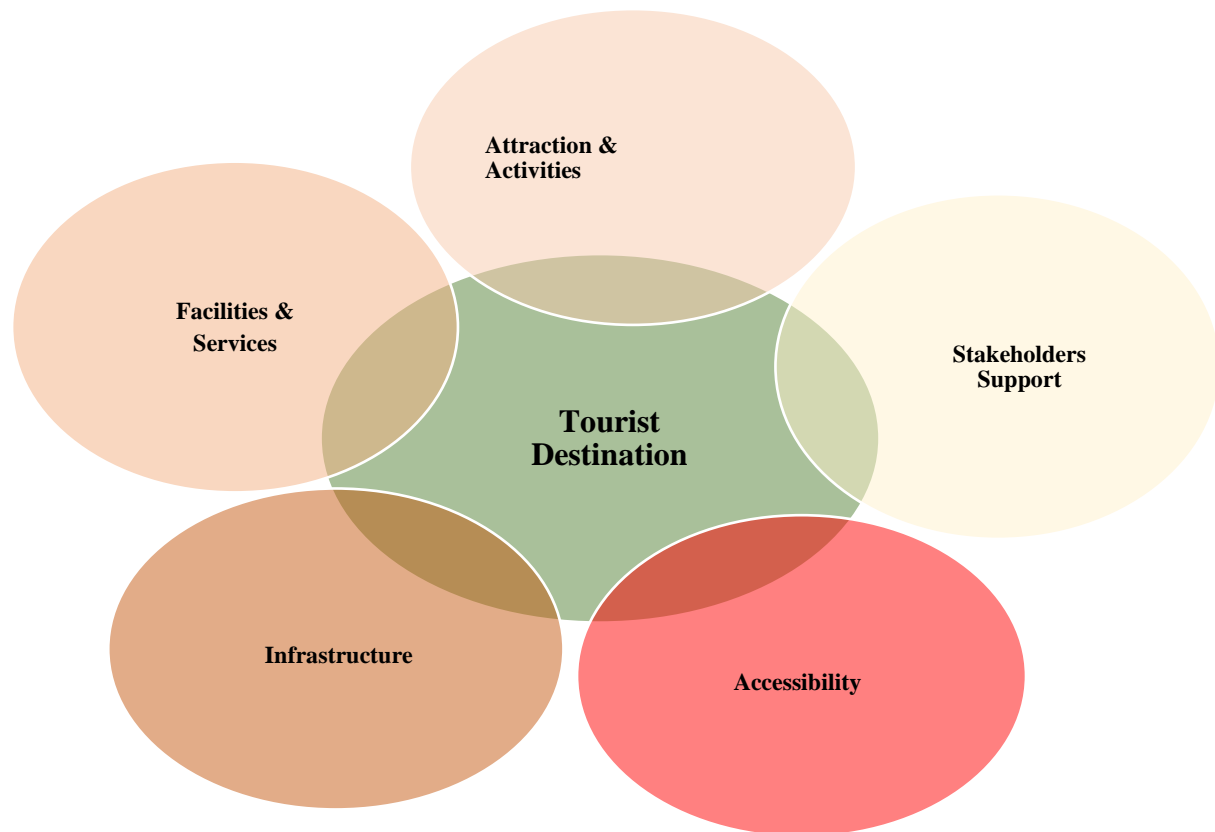 Attraction &
Activities
Facilities &
Services
Stakeholders
Support
Tourist
Destination
Infrastructure
Accessibility